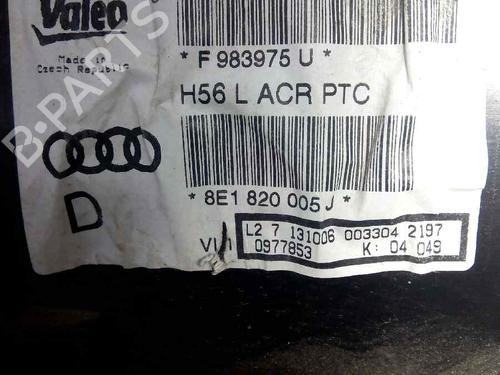 Valeo
Made in
Czech Republic
* F 983975 U *
H56 L ACR PTC
D
* 8E1 820 005 J *
L2 7 131006 003304 2197
0977853 K: 04 049
B-PARTS